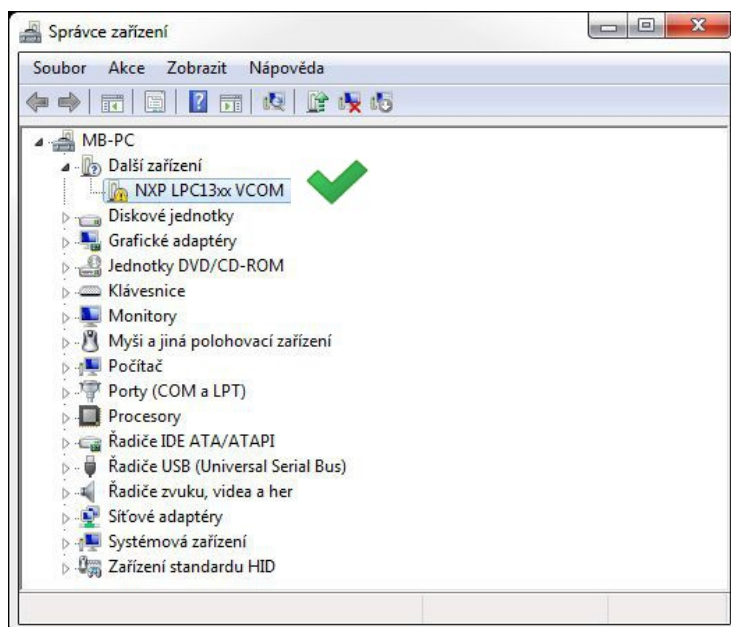 Správce zařízení
Soubor Akce Zobrazit Nápověda
MB-PC
Další zařízení
NXP LPC13xx VCOM
Diskové jednotky
Grafické adaptéry
Jednotky DVD/CD-ROM
Klávesnice
Monitory
Myši a jiná polohovací zařízení
Počítač
Porty (COM a LPT)
Procesory
Řadiče IDE ATA/ATAPI
Řadiče USB (Universal Serial Bus)
Řadiče zvuku, videa a her
Síťové adaptéry
Systémová zařízení
Zařízení standardu HID